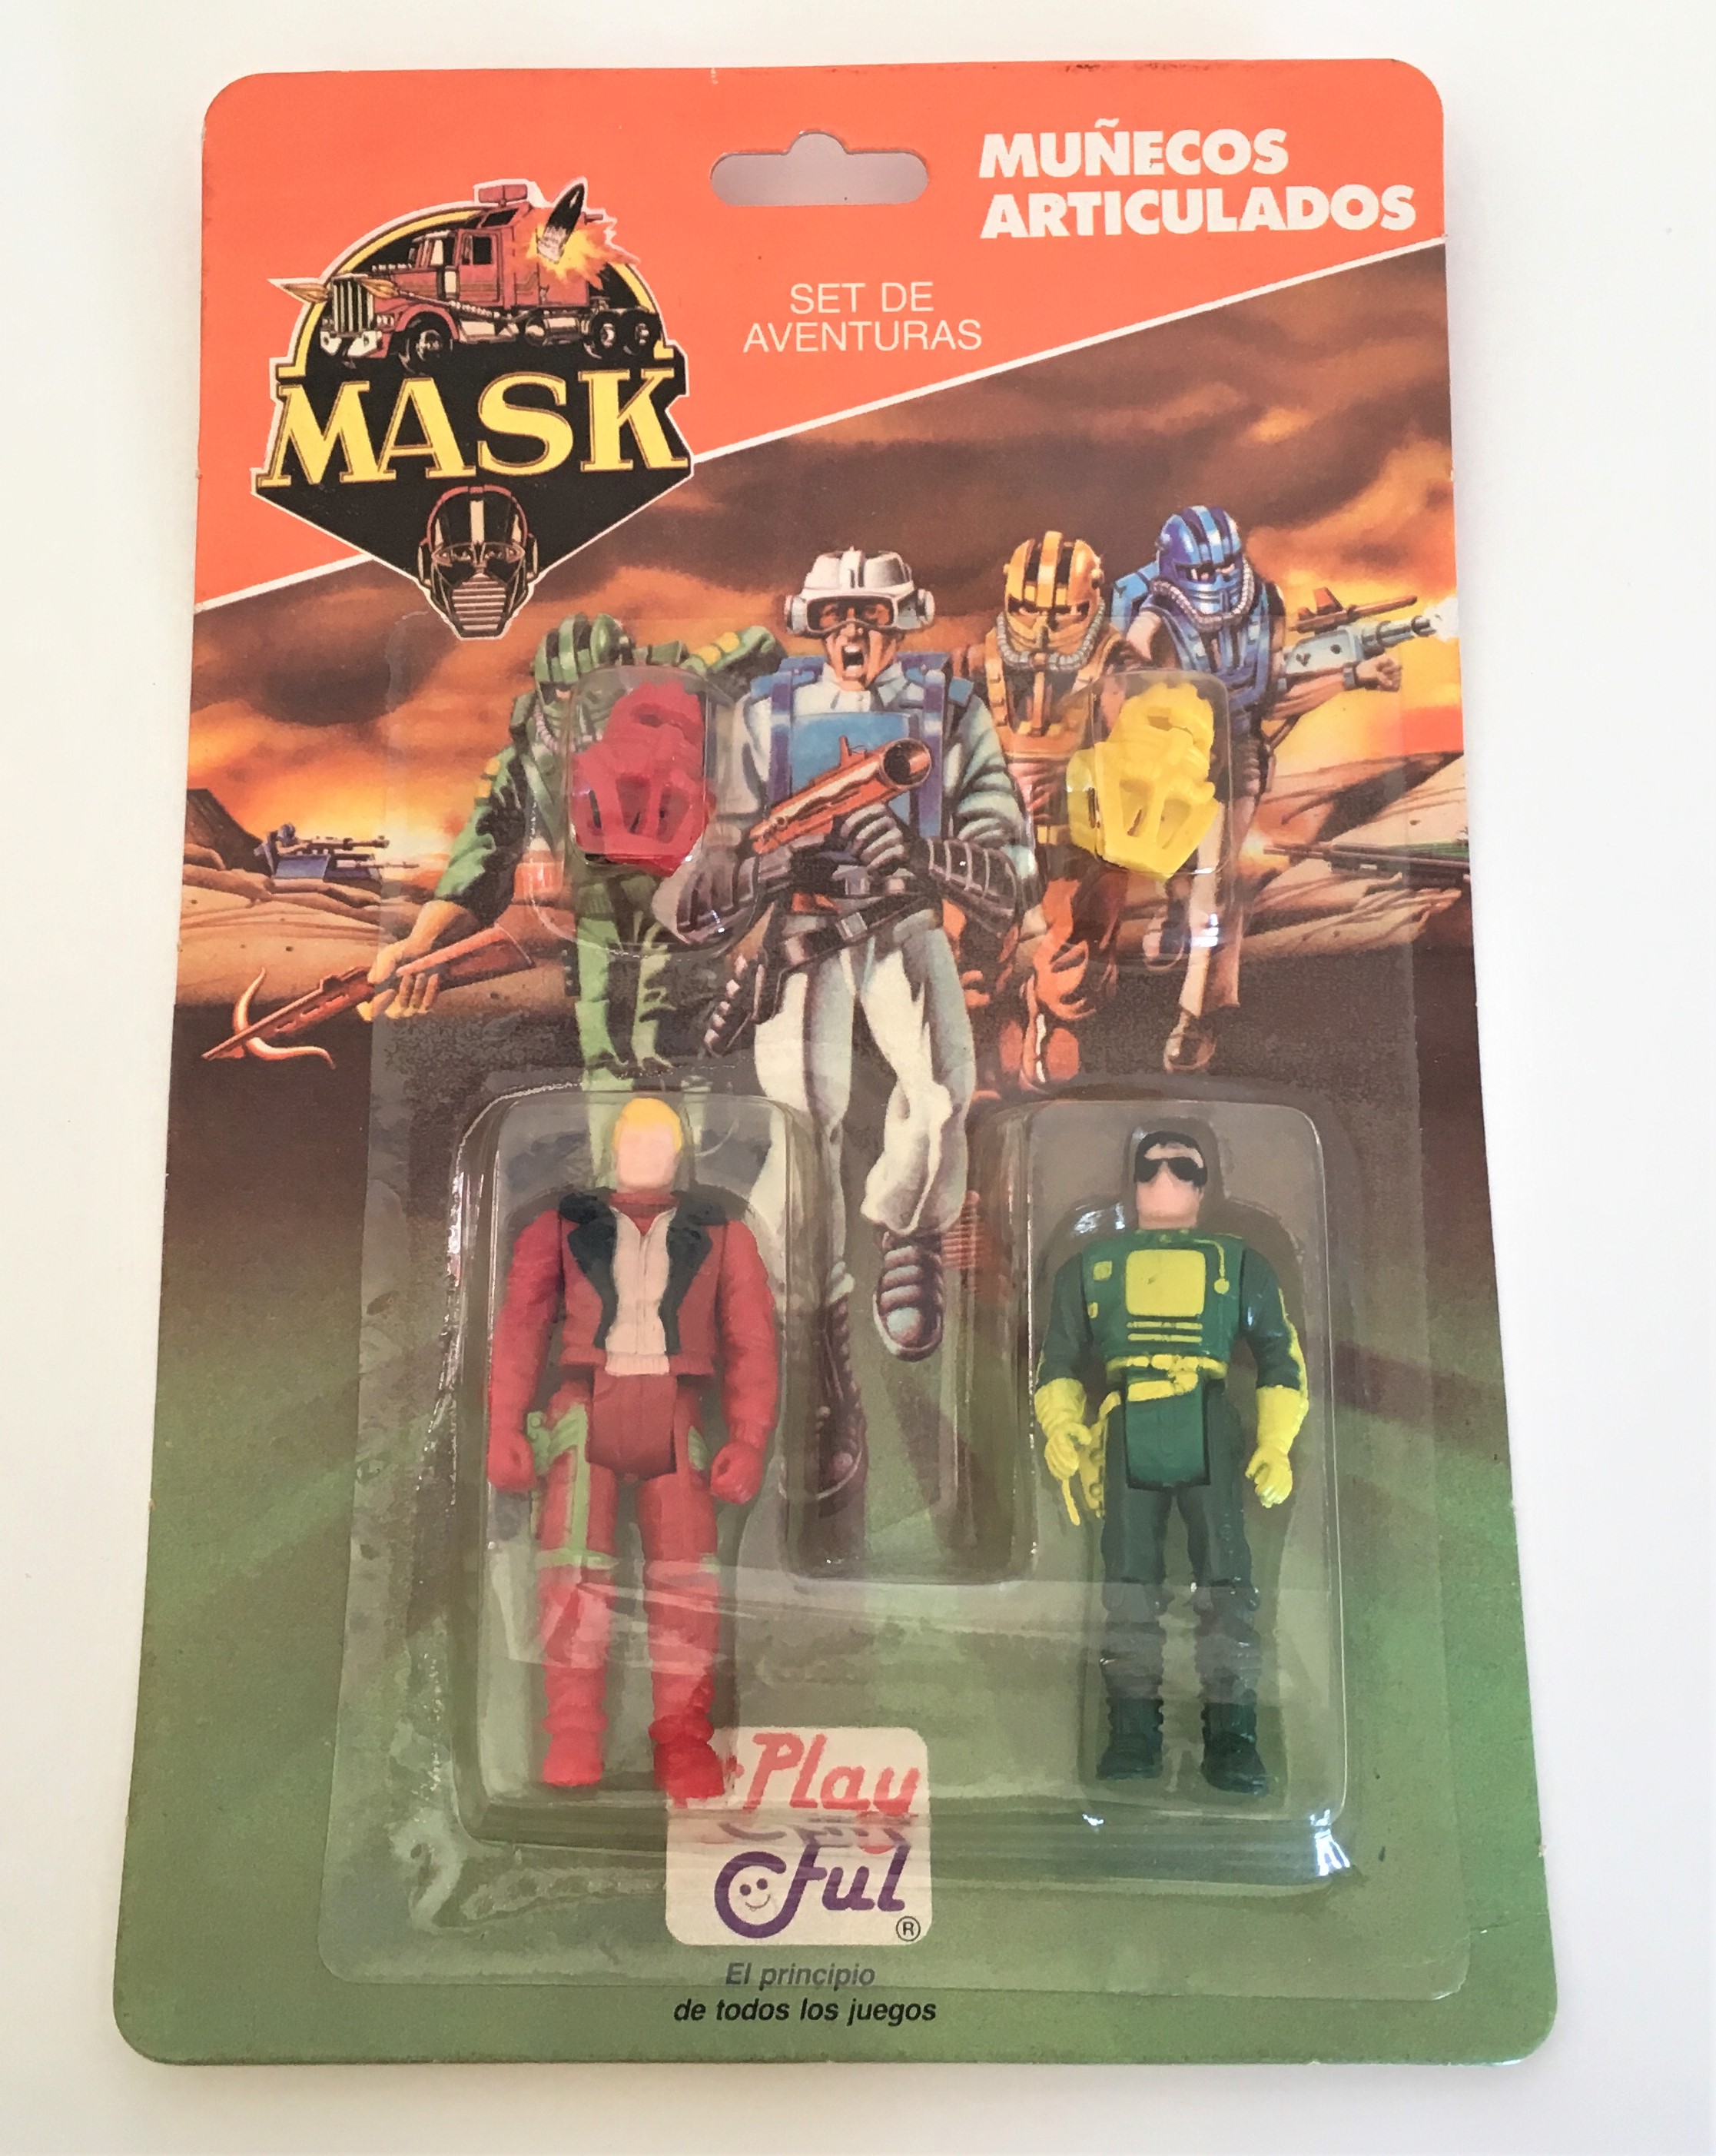 MUÑECOS
ARTICULADOS
SET DE
AVENTURAS
MASK
Play
ful
®
El principio
de todos los juegos